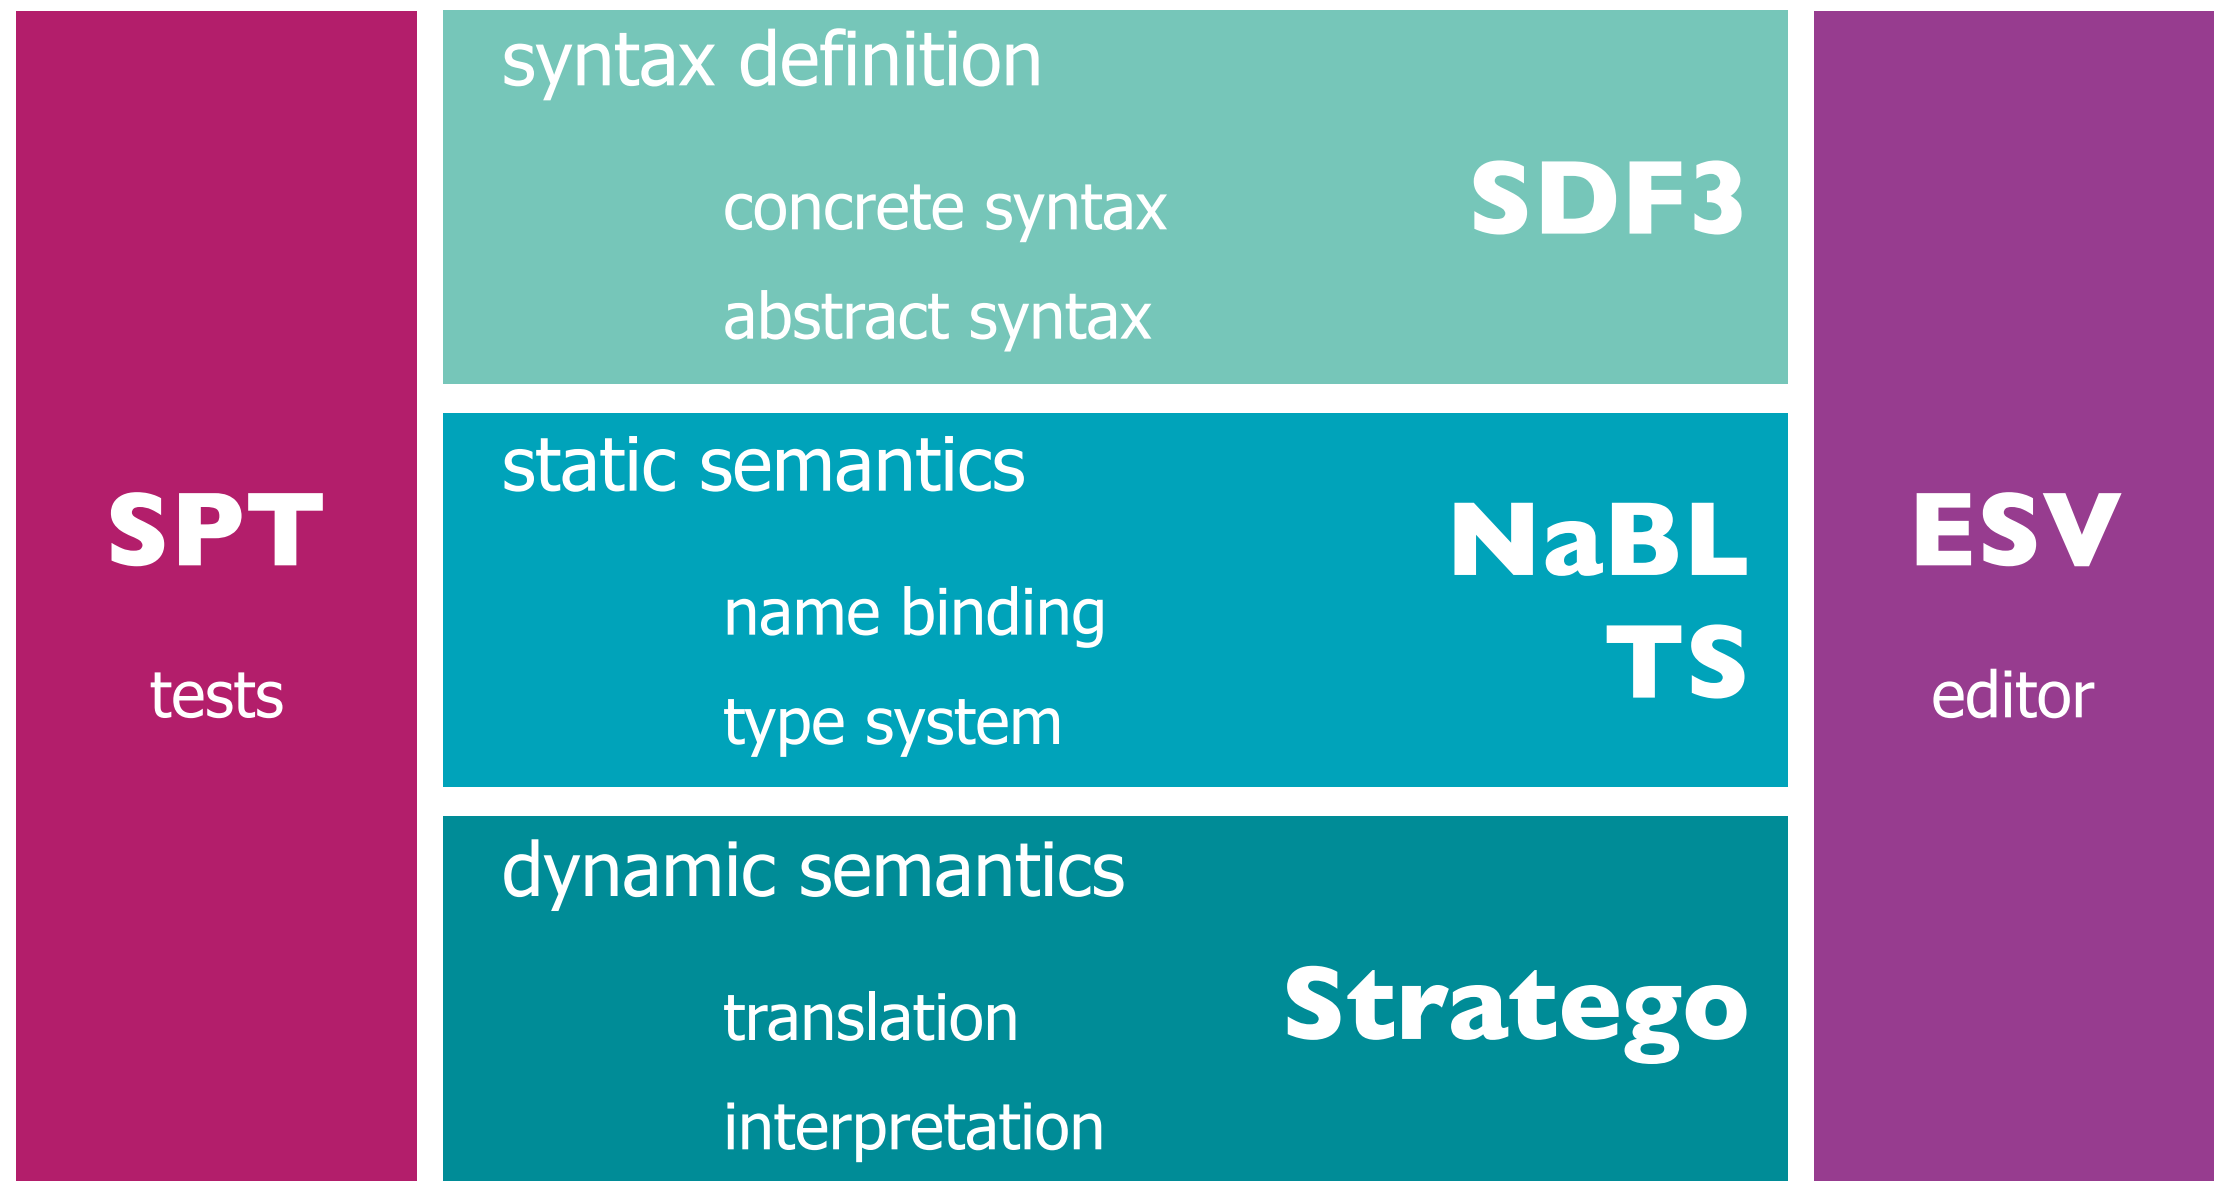 SPT
tests
syntax definition
concrete syntax
abstract syntax
SDF3
static semantics
name binding
type system
NaBL
TS
dynamic semantics
translation
interpretation
Stratego
ESV
editor